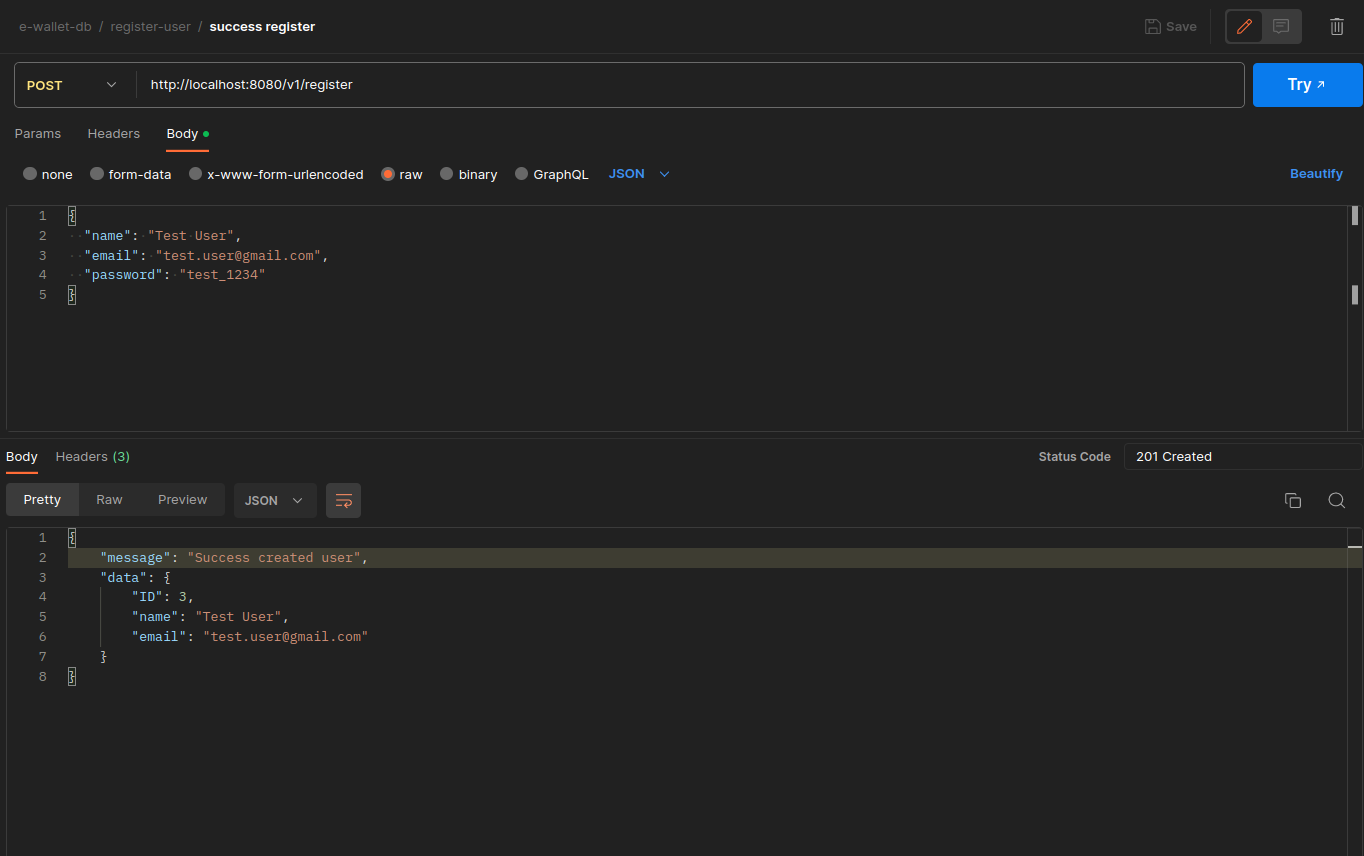 e-wallet-db / register-user / success register
Save
POST http://localhost:8080/v1/register
Try ↗
Params Headers Body
none form-data x-www-form-urlencoded raw binary GraphQL JSON
Beautify
1 {
2 "name": "Test User",
3 "email": "test.user@gmail.com",
4 "password": "test_1234"
5 }
Body Headers (3)
Status Code 201 Created
Pretty Raw Preview JSON
1 {
2 "message": "Success created user",
3 "data": {
4 "ID": 3,
5 "name": "Test User",
6 "email": "test.user@gmail.com"
7 }
8 }